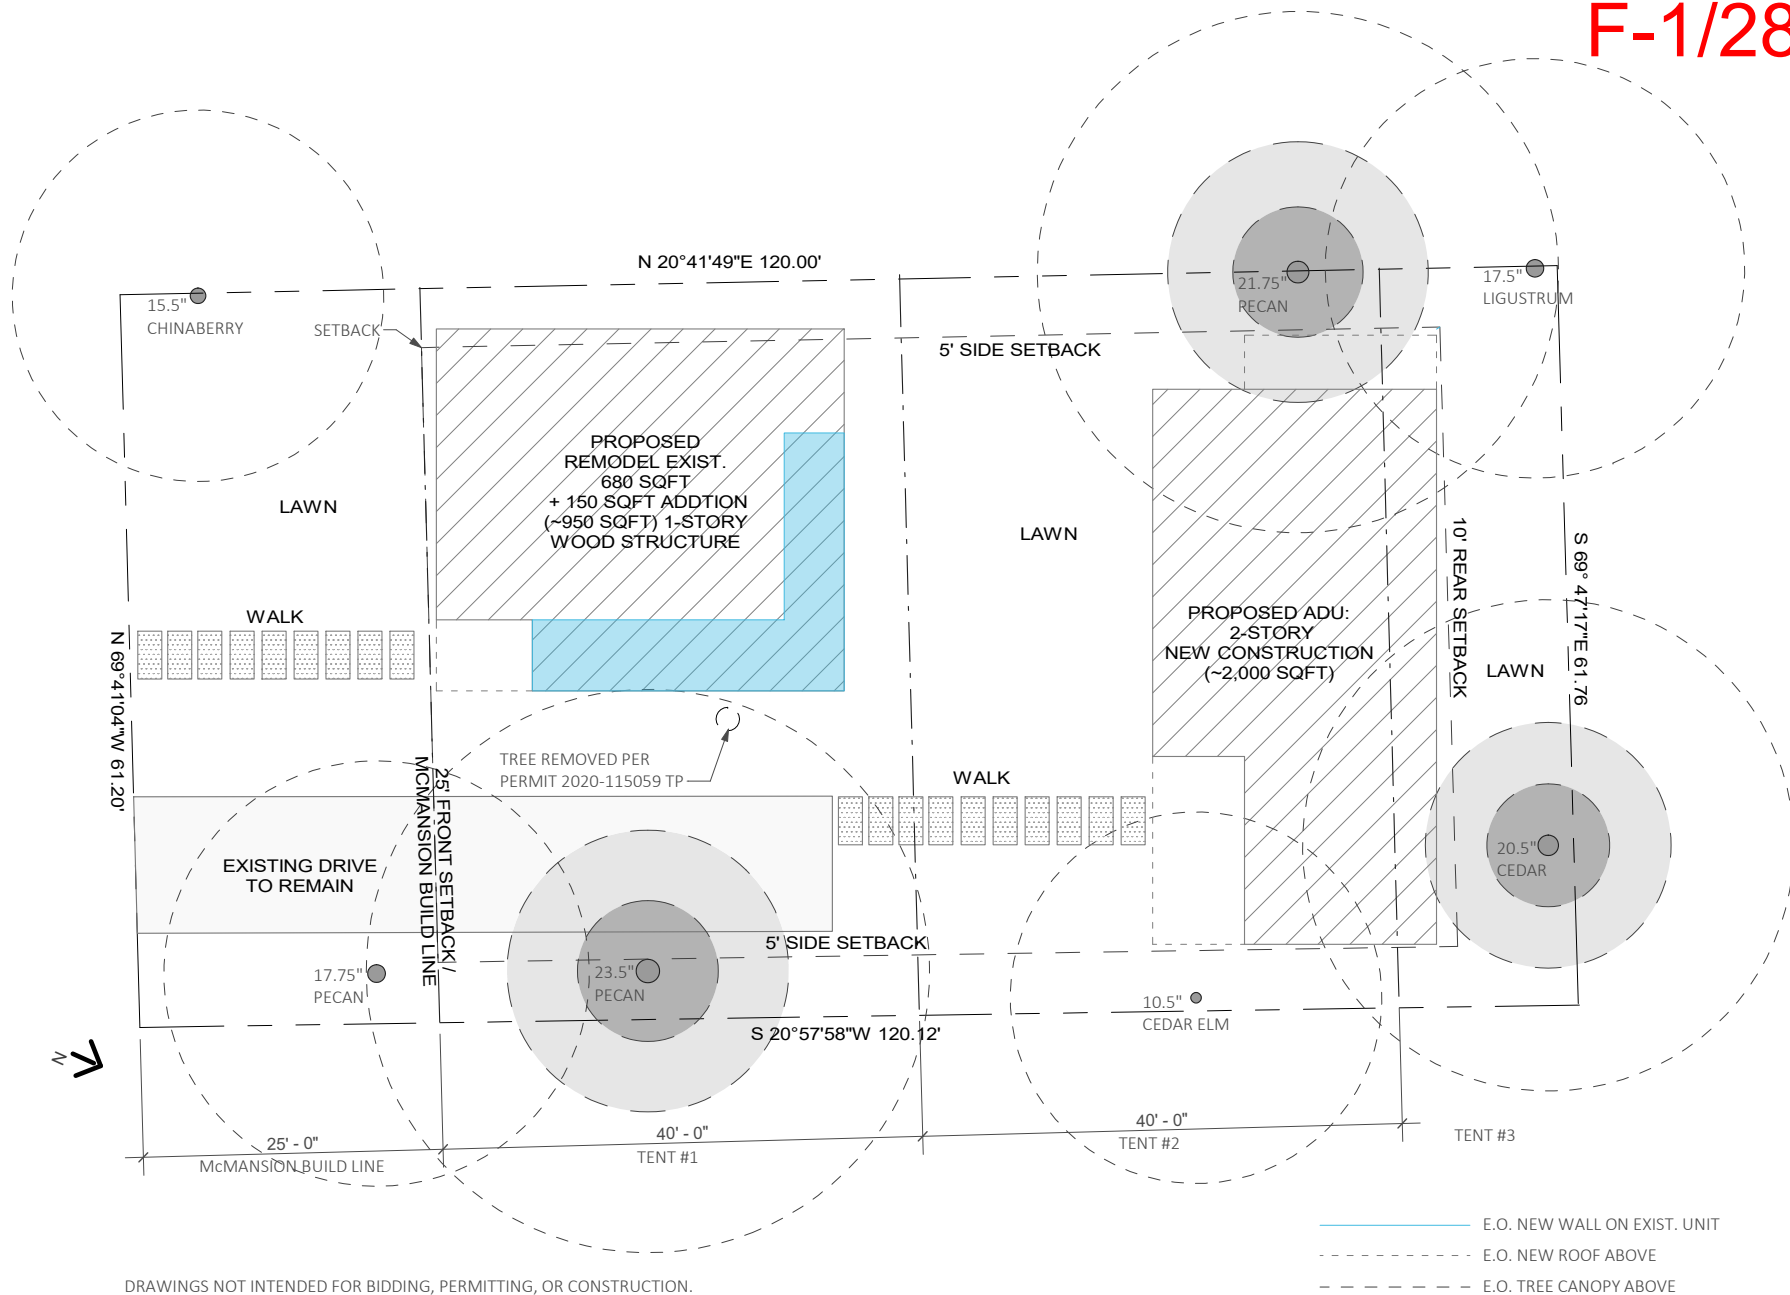 F-1/28
N 20°41'49"E 120.00'
15.5"
CHINABERRY
SETBACK
21.75"
PECAN
17.5"
LIGUSTRUM
5' SIDE SETBACK
PROPOSED
REMODEL EXIST.
680 SQFT
+ 150 SQFT ADDTION
(~950 SQFT) 1-STORY
WOOD STRUCTURE
LAWN
LAWN
10' REAR SETBACK
S 69° 47'17"E 61.76
WALK
N 69°41'04"W 61.20'
PROPOSED ADU:
2-STORY
NEW CONSTRUCTION
(~2,000 SQFT)
LAWN
TREE REMOVED PER
PERMIT 2020-115059 TP
WALK
25' FRONT SETBACK /
MCMANSION BUILD LINE
EXISTING DRIVE
TO REMAIN
20.5"
CEDAR
5' SIDE SETBACK
17.75"
PECAN
23.5"
PECAN
10.5"
CEDAR ELM
S 20°57'58"W 120.12'
N
25' - 0"
McMANSION BUILD LINE
40' - 0"
TENT #1
40' - 0"
TENT #2
TENT #3
E.O. NEW WALL ON EXIST. UNIT
E.O. NEW ROOF ABOVE
E.O. TREE CANOPY ABOVE
DRAWINGS NOT INTENDED FOR BIDDING, PERMITTING, OR CONSTRUCTION.